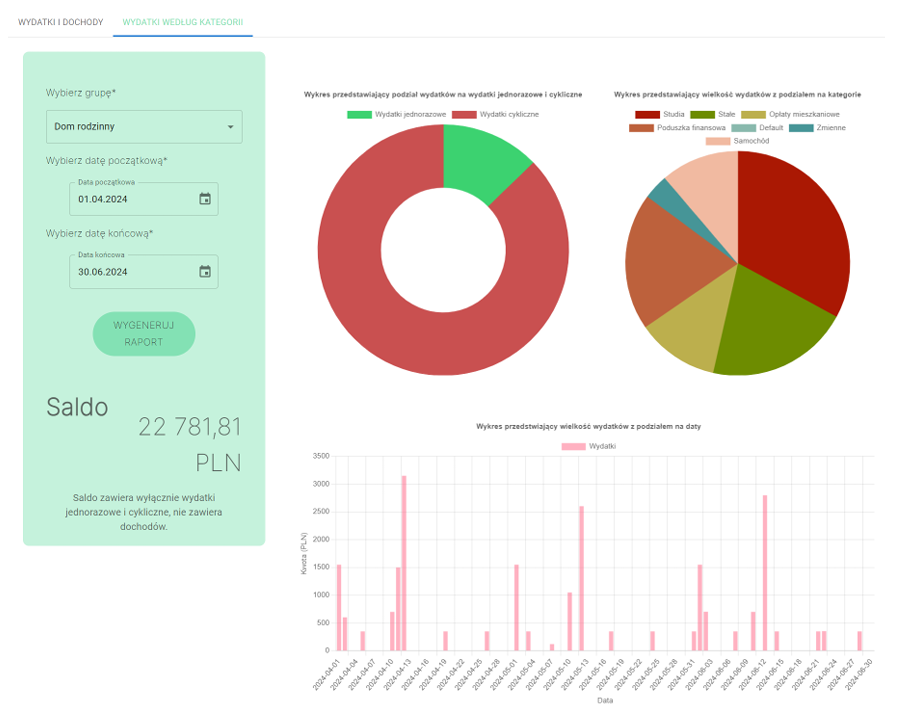 WYDATKI I DOCHODY
WYDATKI WEDŁUG KATEGORII
Wybierz grupę*
Dom rodzinny
Wybierz datę początkową*
Data początkowa
01.04.2024
Wybierz datę końcową*
Data końcowa
30.06.2024
WYGENERUJ
RAPORT
Saldo
22 781,81
PLN
Saldo zawiera wyłącznie wydatki
jednorazowe i cykliczne, nie zawiera
dochodów.
Wykres przedstawiający podział wydatków na wydatki jednorazowe i cykliczne
Wydatki jednorazowe
Wydatki cykliczne
Wykres przedstawiający wielkość wydatków z podziałem na kategorie
Studia
Stałe
Opłaty mieszkaniowe
Poduszka finansowa
Default
Zmienne
Samochód
Wykres przedstwiający wielkość wydatków z podziałem na daty
Wydatki
Kwota (PLN)
3500
3000
2500
2000
1500
1000
500
0
2024-04-01
2024-04-04
2024-04-07
2024-04-10
2024-04-13
2024-04-16
2024-04-19
2024-04-22
2024-04-25
2024-04-28
2024-05-01
2024-05-04
2024-05-07
2024-05-10
2024-05-13
2024-05-16
2024-05-19
2024-05-22
2024-05-25
2024-05-28
2024-05-31
2024-06-03
2024-06-06
2024-06-09
2024-06-12
2024-06-15
2024-06-18
2024-06-21
2024-06-24
2024-06-27
2024-06-30
Data